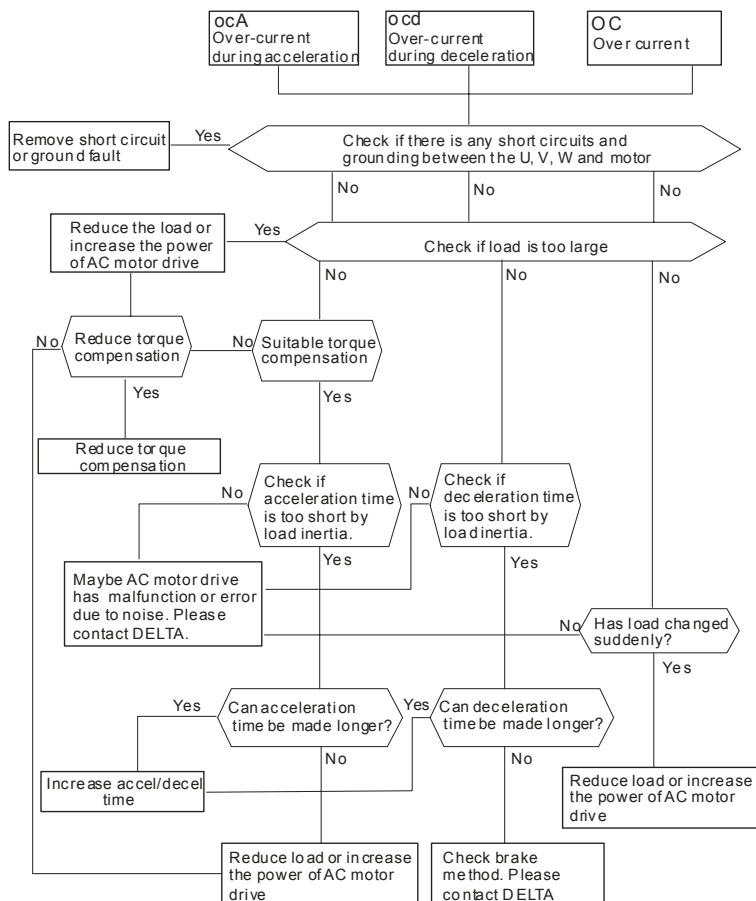 ocA
Over-current
during acceleration
ocd
Over-current
during deceleration
OC
Over current
Remove short circuit
or ground fault
Yes
Check if there is any short circuits and
grounding between the U, V, W and motor
No
No
No
Reduce the load or
increase the power
of AC motor drive
Yes
Check if load is too large
No
No
No
No
Reduce torque
compensation
No
Suitable torque
compensation
Yes
Yes
Reduce torque
compensation
No
Check if
acceleration time
is too short by
load inertia.
No
Check if
deceleration time
is too short by
load inertia.
Yes
Yes
Maybe AC motor drive
has malfunction or error
due to noise. Please
contact DELTA.
No
Has load changed
suddenly?
Yes
Yes
Can acceleration
time be made longer?
Yes
Can deceleration
time be made longer?
No
No
Increase accel/decel
time
Reduce load or increase
the power of AC motor
drive
Reduce load or increase
the power of AC motor
drive
Check brake
method. Please
contact DELTA